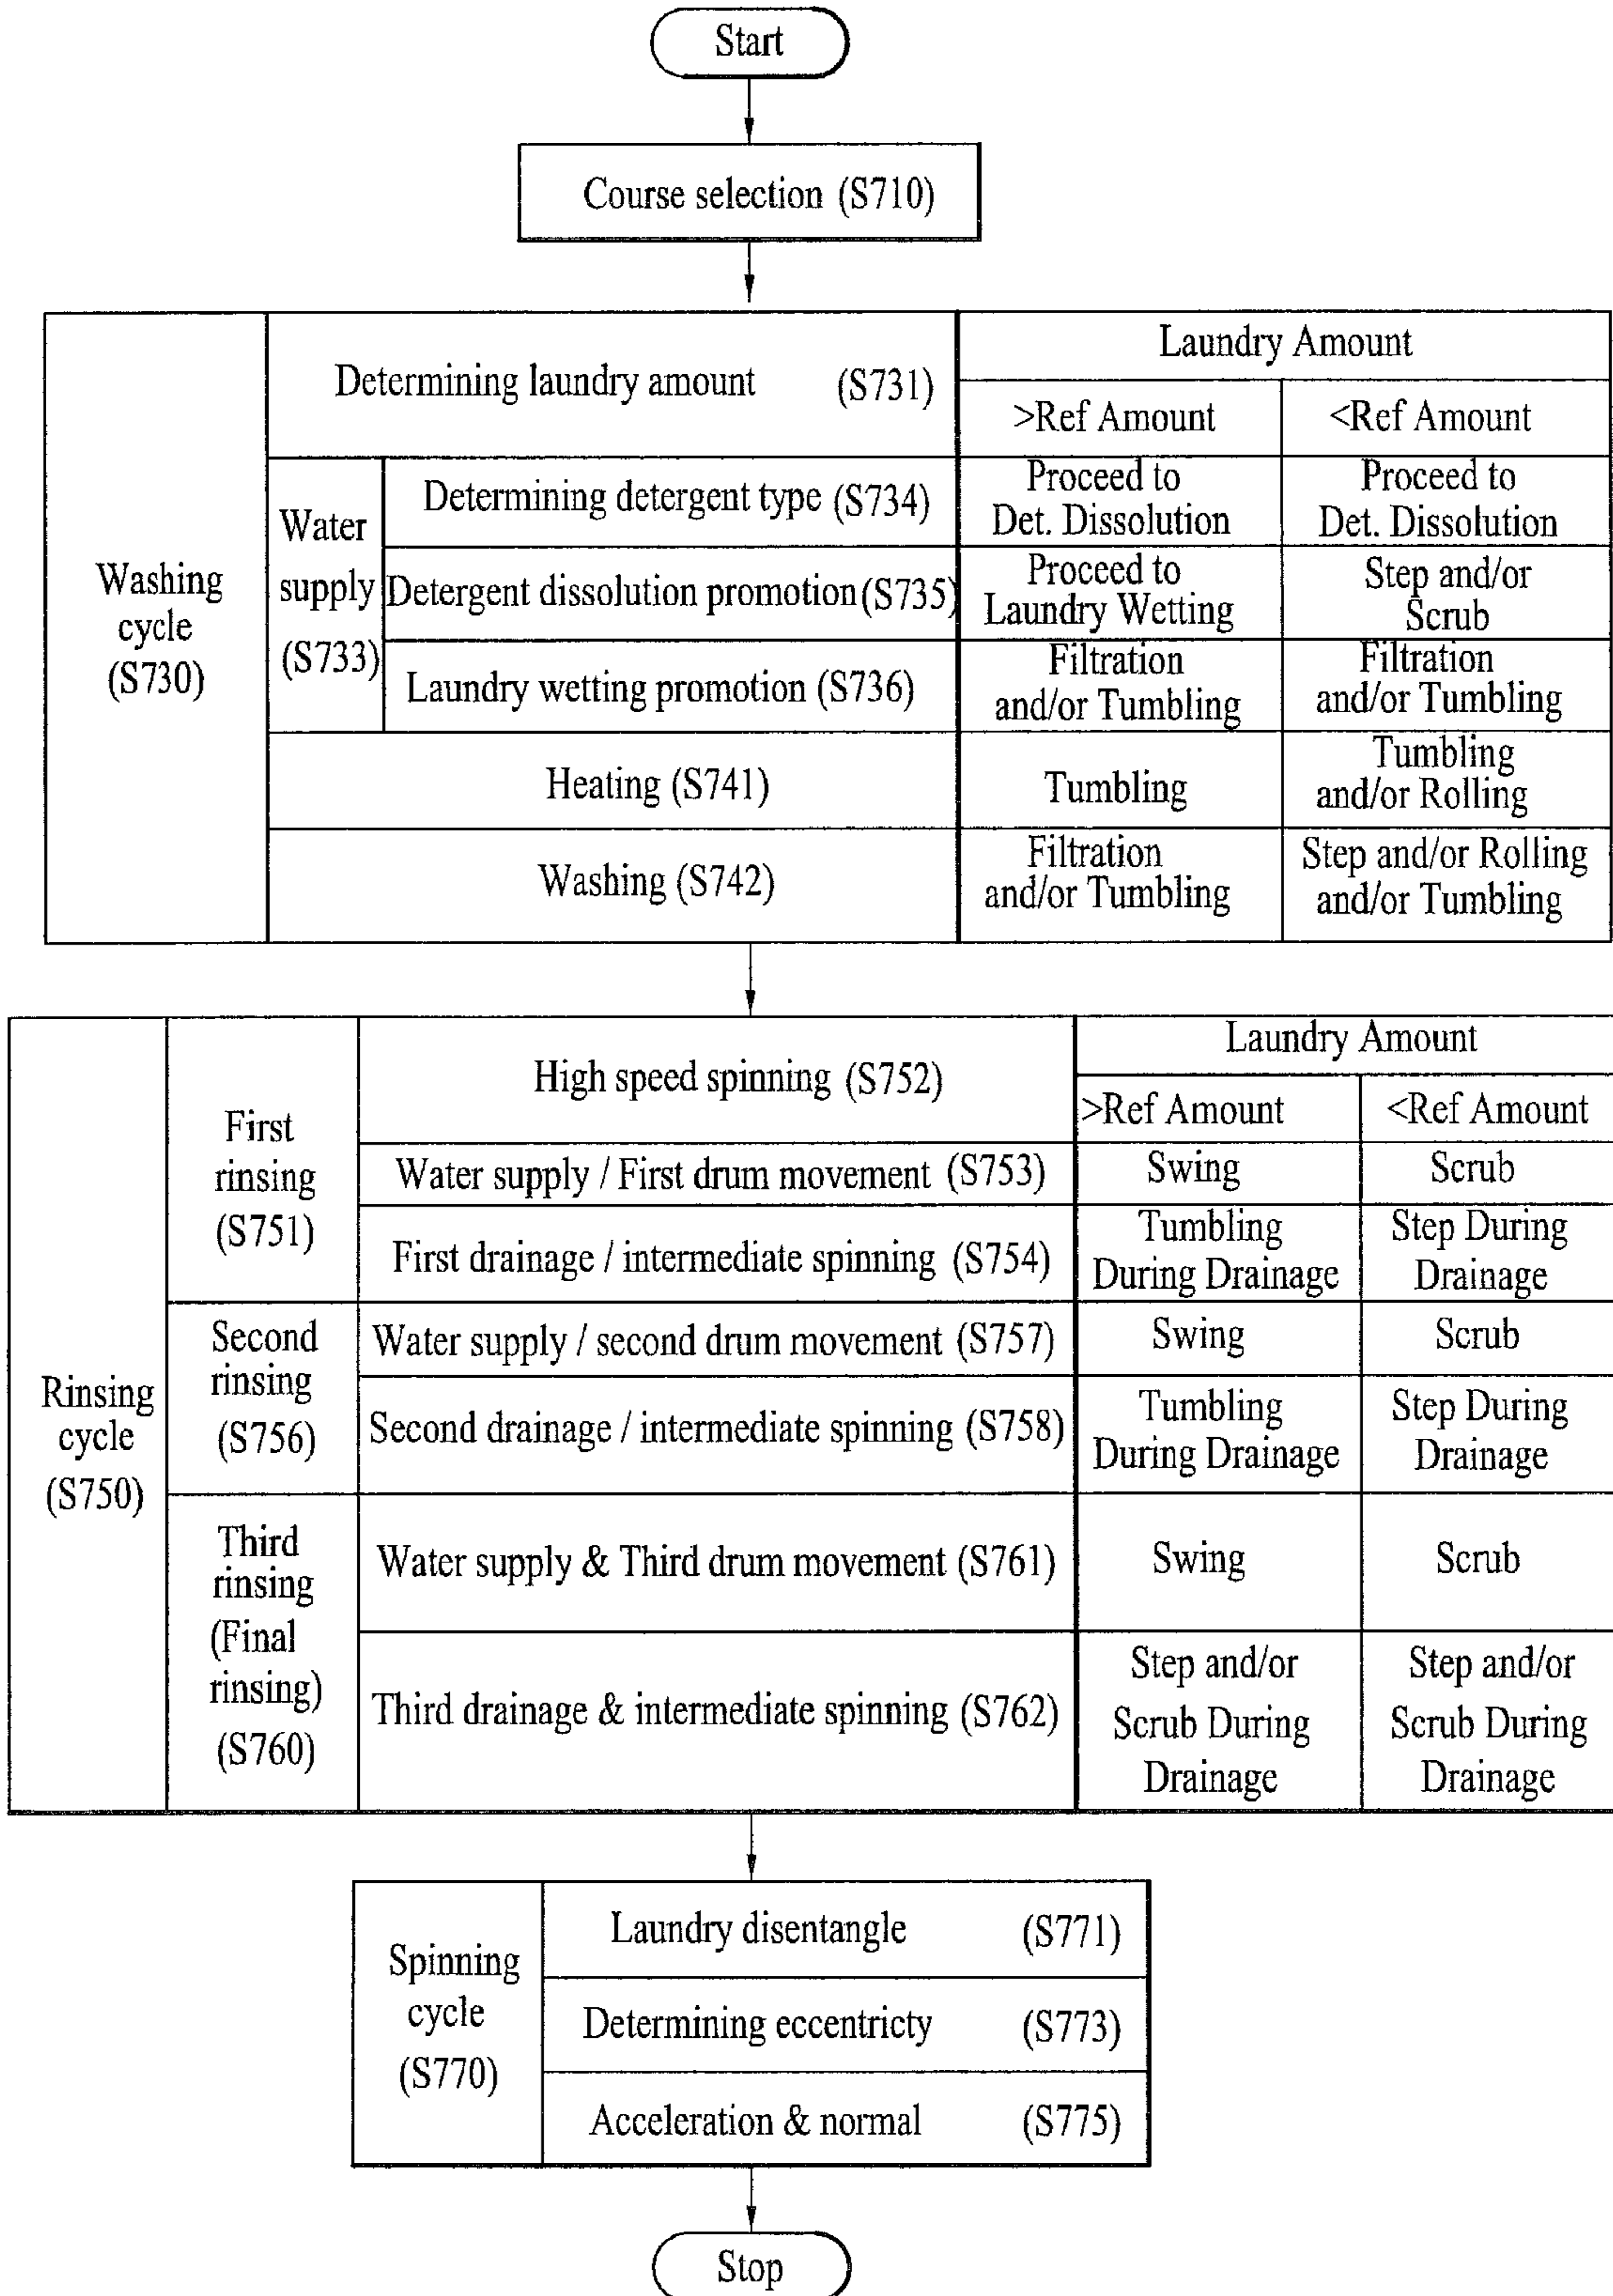 Start
Course selection (S710)
Washing
cycle
(S730)
Determining laundry amount (S731)
Laundry Amount
>Ref Amount
<Ref Amount
Water
supply
(S733)
Determining detergent type (S734)
Proceed to
Det. Dissolution
Proceed to
Det. Dissolution
Detergent dissolution promotion (S735)
Proceed to
Laundry Wetting
Step and/or
Scrub
Laundry wetting promotion (S736)
Filtration
and/or Tumbling
Filtration
and/or Tumbling
Heating (S741)
Tumbling
Tumbling
and/or Rolling
Washing (S742)
Filtration
and/or Tumbling
Step and/or Rolling
and/or Tumbling
Rinsing
cycle
(S750)
First
rinsing
(S751)
High speed spinning (S752)
Laundry Amount
>Ref Amount
<Ref Amount
Water supply / First drum movement (S753)
Swing
Scrub
First drainage / intermediate spinning (S754)
Tumbling
During Drainage
Step During
Drainage
Second
rinsing
(S756)
Water supply / second drum movement (S757)
Swing
Scrub
Second drainage / intermediate spinning (S758)
Tumbling
During Drainage
Step During
Drainage
Third
rinsing
(Final
rinsing)
(S760)
Water supply & Third drum movement (S761)
Swing
Scrub
Third drainage & intermediate spinning (S762)
Step and/or
Scrub During
Drainage
Step and/or
Scrub During
Drainage
Spinning
cycle
(S770)
Laundry disentangle (S771)
Determining eccentricty (S773)
Acceleration & normal (S775)
Stop